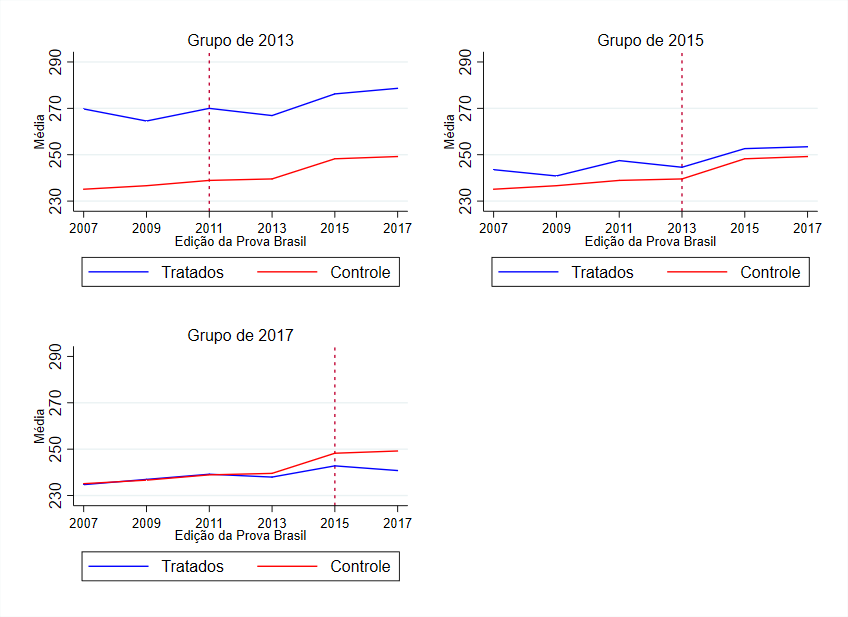 Grupo de 2013
Média
290
270
250
230
2007 2009 2011 2013 2015 2017
Edição da Prova Brasil
Tratados Controle
Grupo de 2015
Média
290
270
250
230
2007 2009 2011 2013 2015 2017
Edição da Prova Brasil
Tratados Controle
Grupo de 2017
Média
290
270
250
230
2007 2009 2011 2013 2015 2017
Edição da Prova Brasil
Tratados Controle